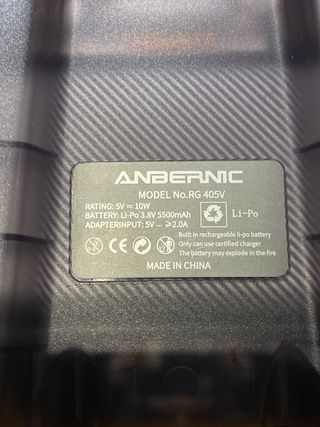 ANBERNIC
MODEL No.RG 405V
RATING: 5V ⎓ 10W
BATTERY: Li-Po 3.8V 5500mAh
ADAPTERINPUT: 5V ⎓ ≥2.0A
Li-Po
Built in rechargeable li-po battery
Only can use certified charger
The battery may explode in the fire
CE
MADE IN CHINA